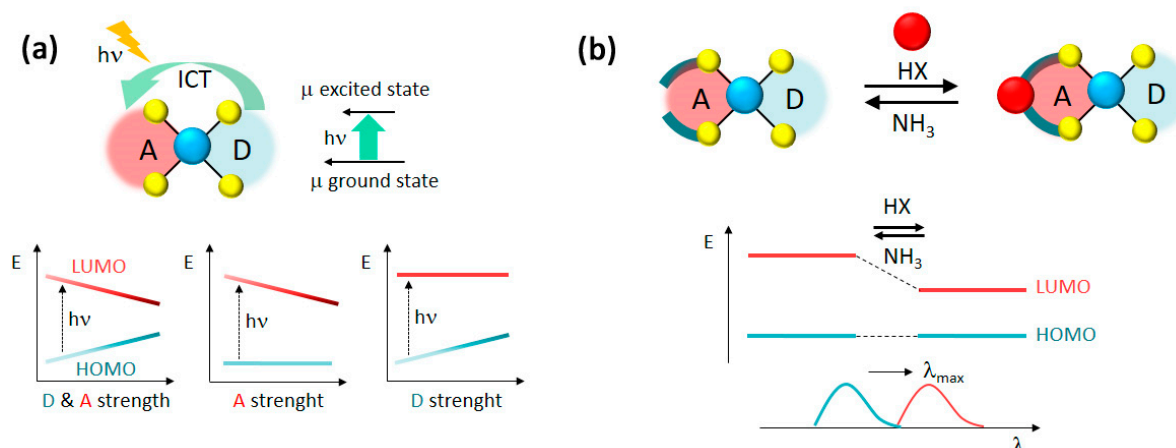 (a)
hν
ICT
A
D
μ excited state
hν
μ ground state
E
LUMO
hν
HOMO
D & A strength
E
hν
A strenght
E
hν
D strenght
(b)
A
D
HX
NH₃
A
D
HX
NH₃
E
LUMO
HOMO
λmax
λ